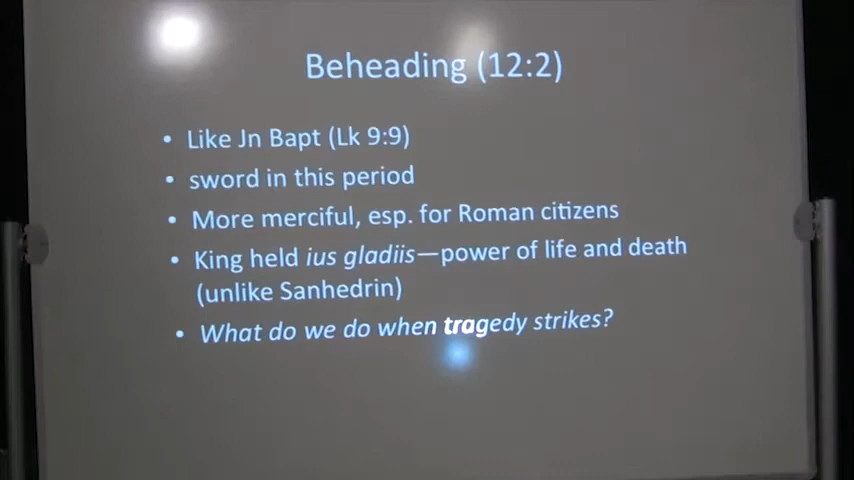 Beheading (12:2)
• Like Jn Bapt (Lk 9:9)
• sword in this period
• More merciful, esp. for Roman citizens
• King held ius gladiis—power of life and death
(unlike Sanhedrin)
• What do we do when tragedy strikes?